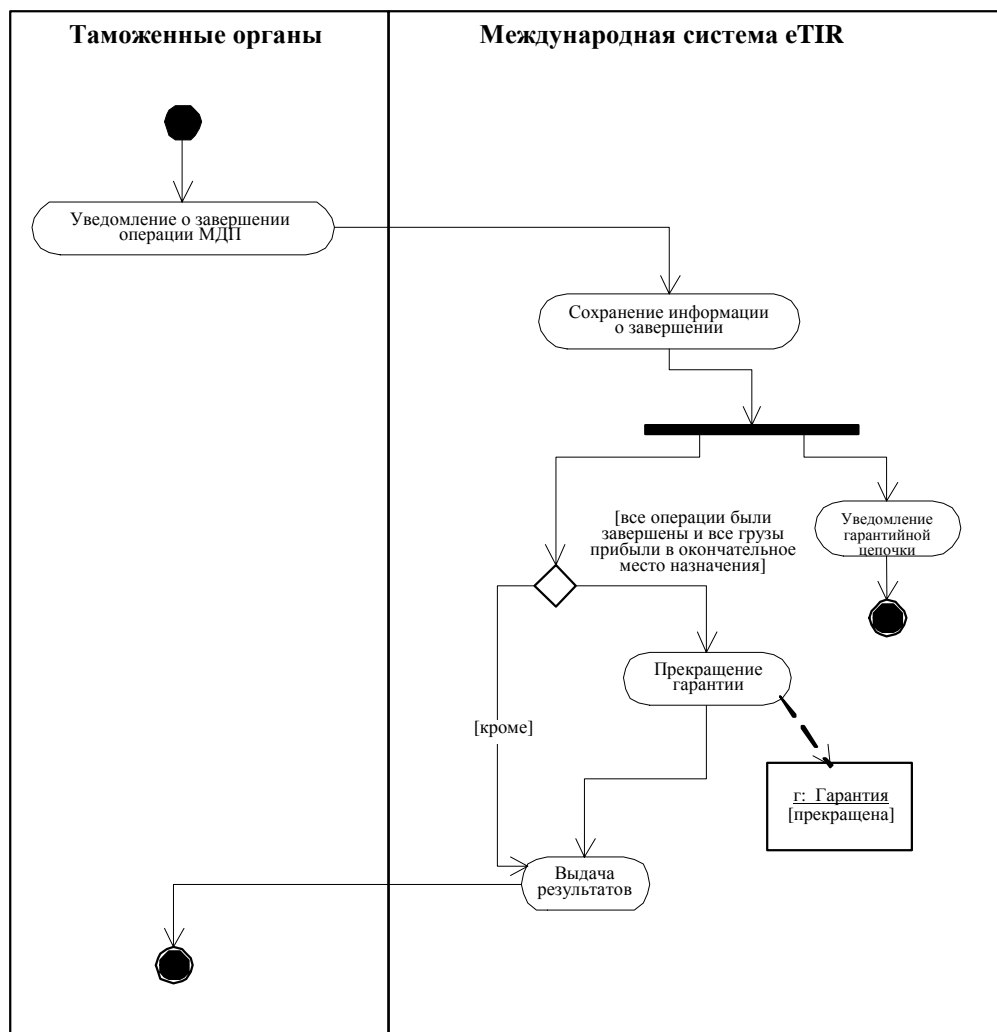 Таможенные органы
Международная система eTIR
Уведомление о завершении
операции МДП
Сохранение информации
о завершении
[все операции были
завершены и все грузы
прибыли в окончательное
место назначения]
Уведомление
гарантийной
цепочки
Прекращение
гарантии
[кроме]
г: Гарантия
[прекращена]
Выдача
результатов